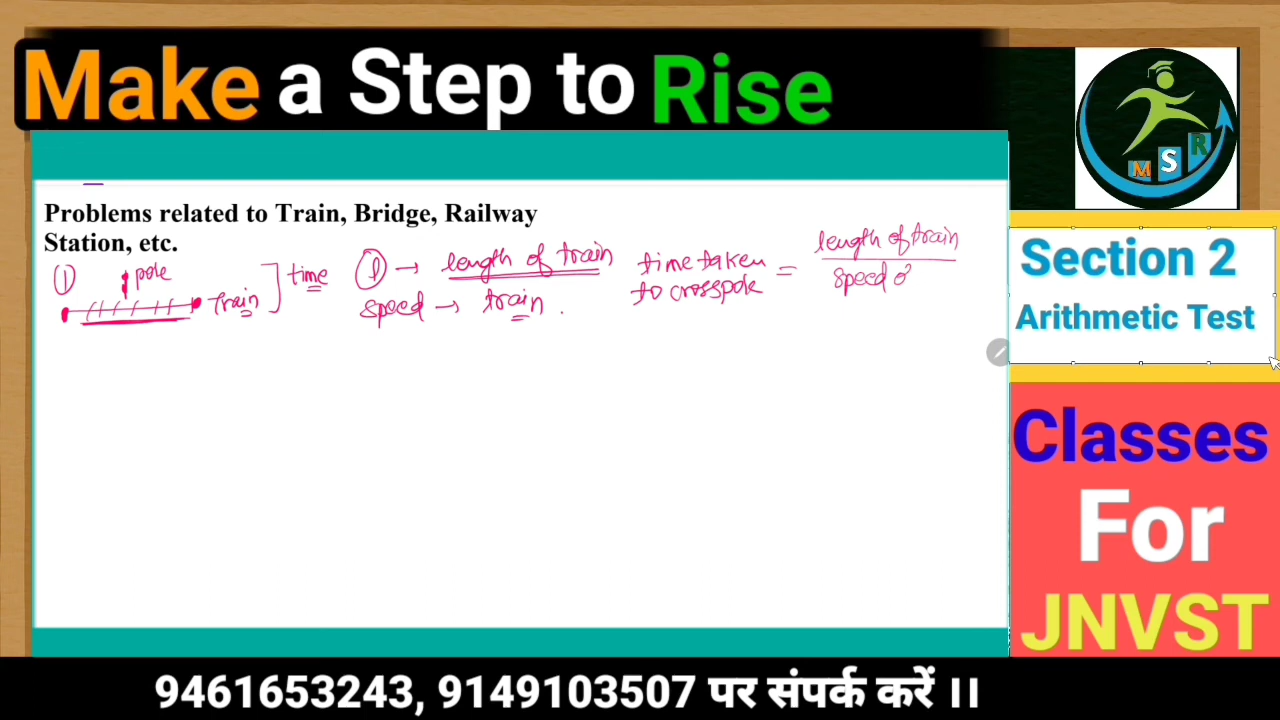 Make a Step to Rise
M S R
Problems related to Train, Bridge, Railway
Station, etc.
① pole
Train ] time
① → length of train
speed → train .
time taken
to cross pole = length of train
speed o
Section 2
Arithmetic Test
Classes
For
JNVST
9461653243, 9149103507 पर संपर्क करें ।।